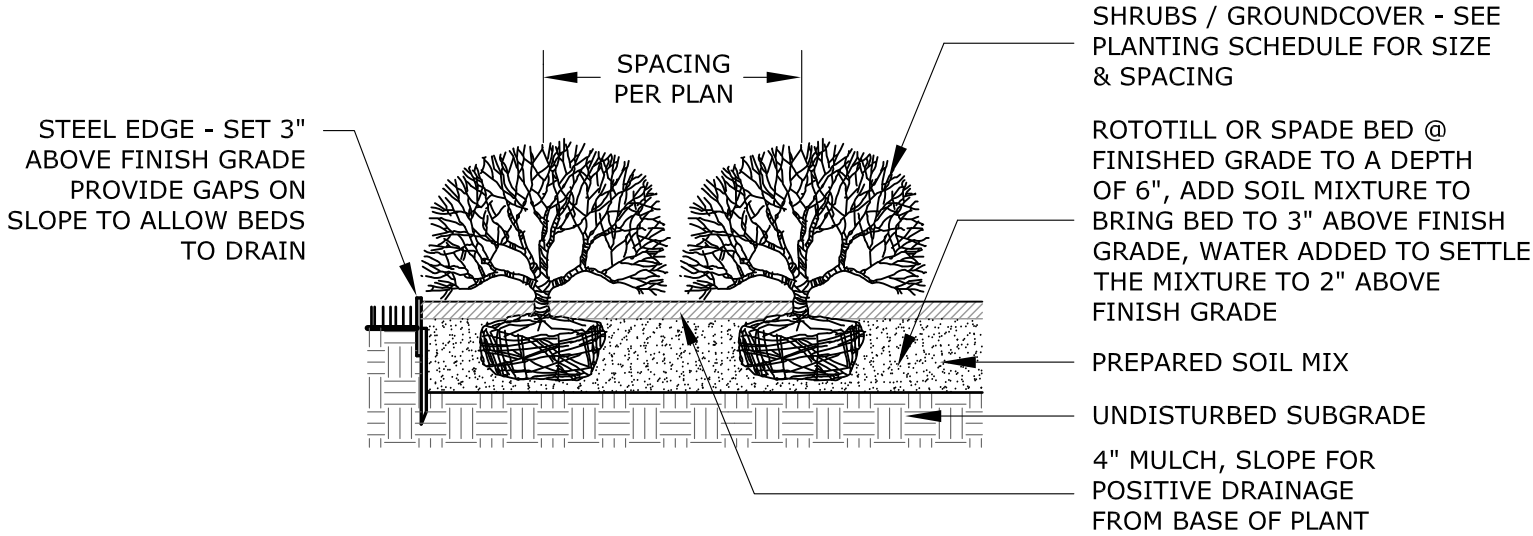 STEEL EDGE - SET 3"
ABOVE FINISH GRADE
PROVIDE GAPS ON
SLOPE TO ALLOW BEDS
TO DRAIN
SPACING
PER PLAN
SHRUBS / GROUNDCOVER - SEE
PLANTING SCHEDULE FOR SIZE
& SPACING
ROTOTILL OR SPADE BED @
FINISHED GRADE TO A DEPTH
OF 6", ADD SOIL MIXTURE TO
BRING BED TO 3" ABOVE FINISH
GRADE, WATER ADDED TO SETTLE
THE MIXTURE TO 2" ABOVE
FINISH GRADE
PREPARED SOIL MIX
UNDISTURBED SUBGRADE
4" MULCH, SLOPE FOR
POSITIVE DRAINAGE
FROM BASE OF PLANT